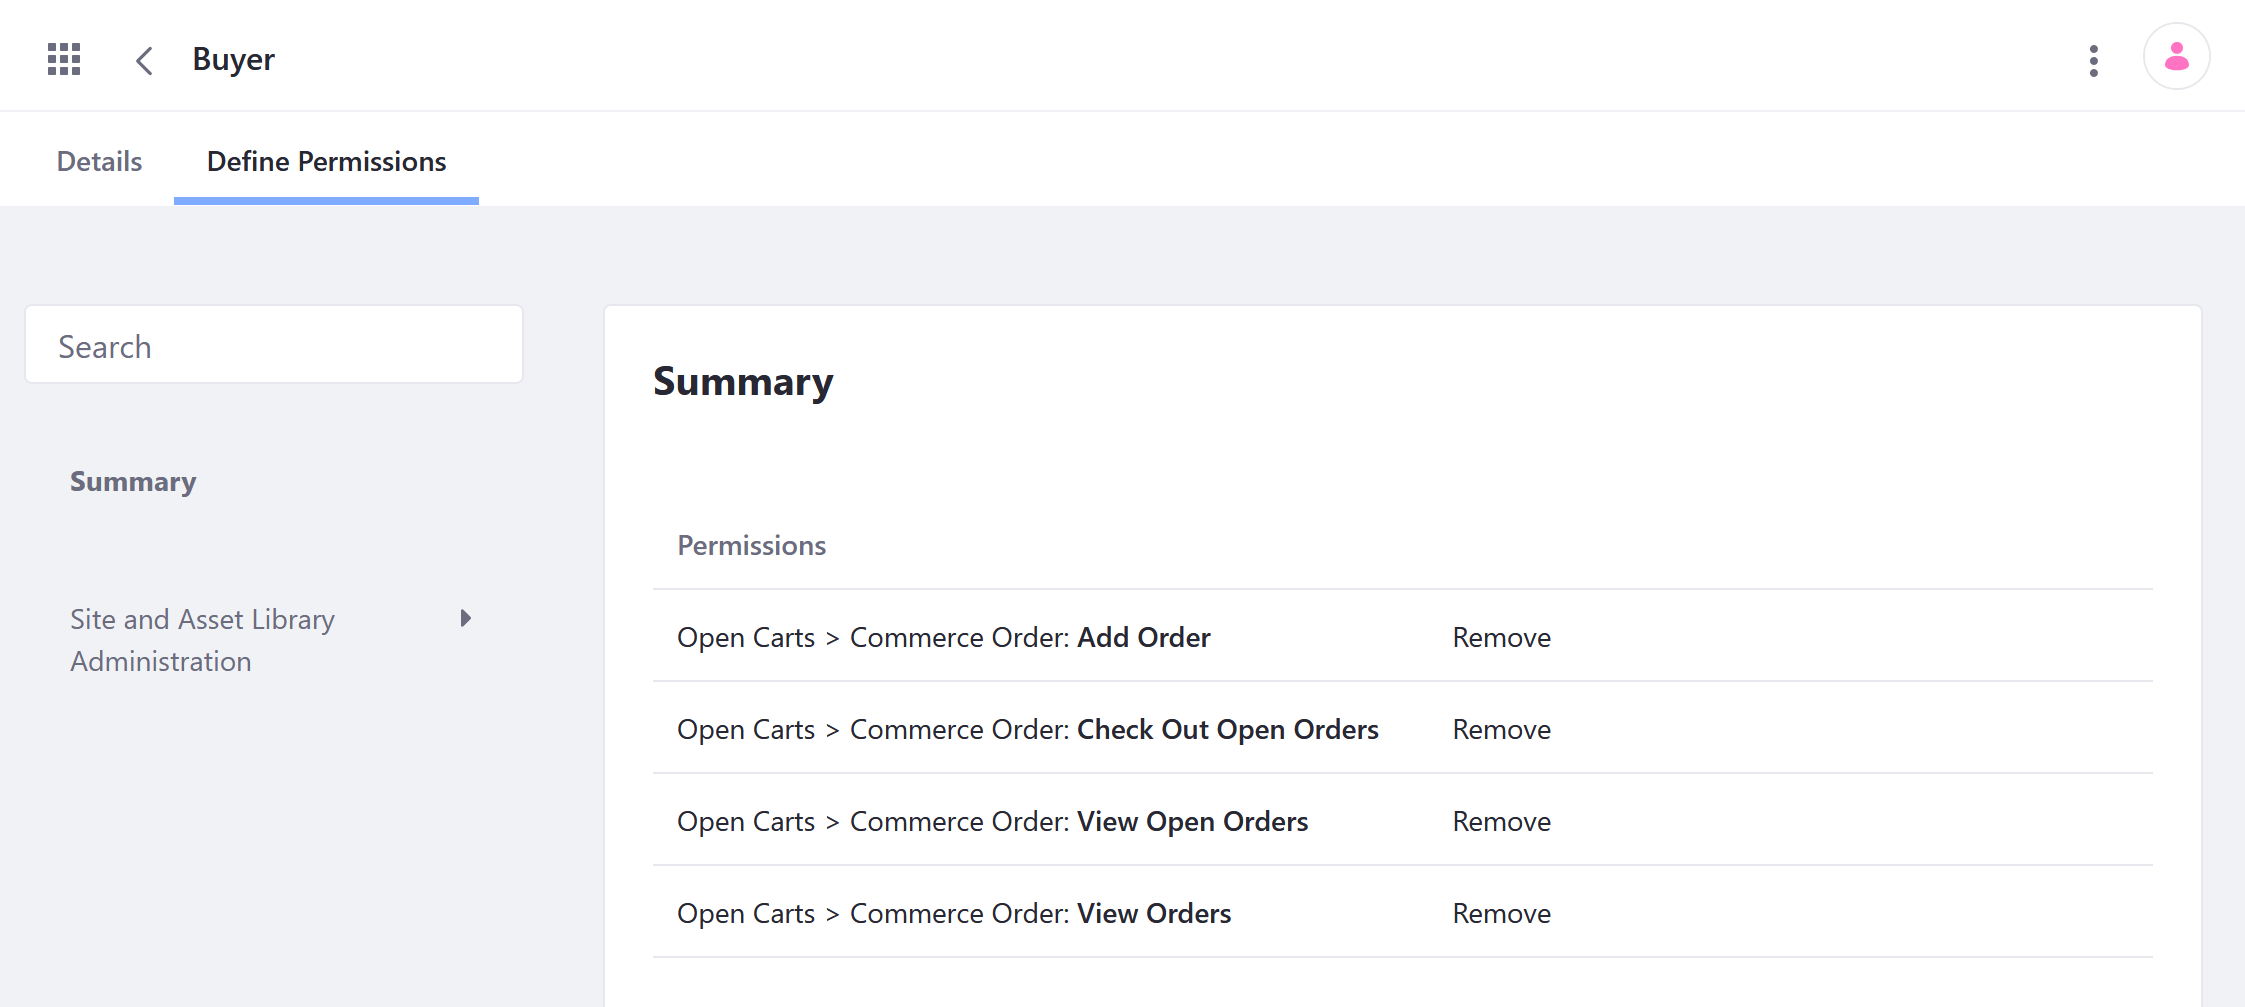 Buyer
Details
Define Permissions
Search
Summary
Site and Asset Library
Administration
Summary
Permissions
Open Carts > Commerce Order: Add Order Remove
Open Carts > Commerce Order: Check Out Open Orders Remove
Open Carts > Commerce Order: View Open Orders Remove
Open Carts > Commerce Order: View Orders Remove